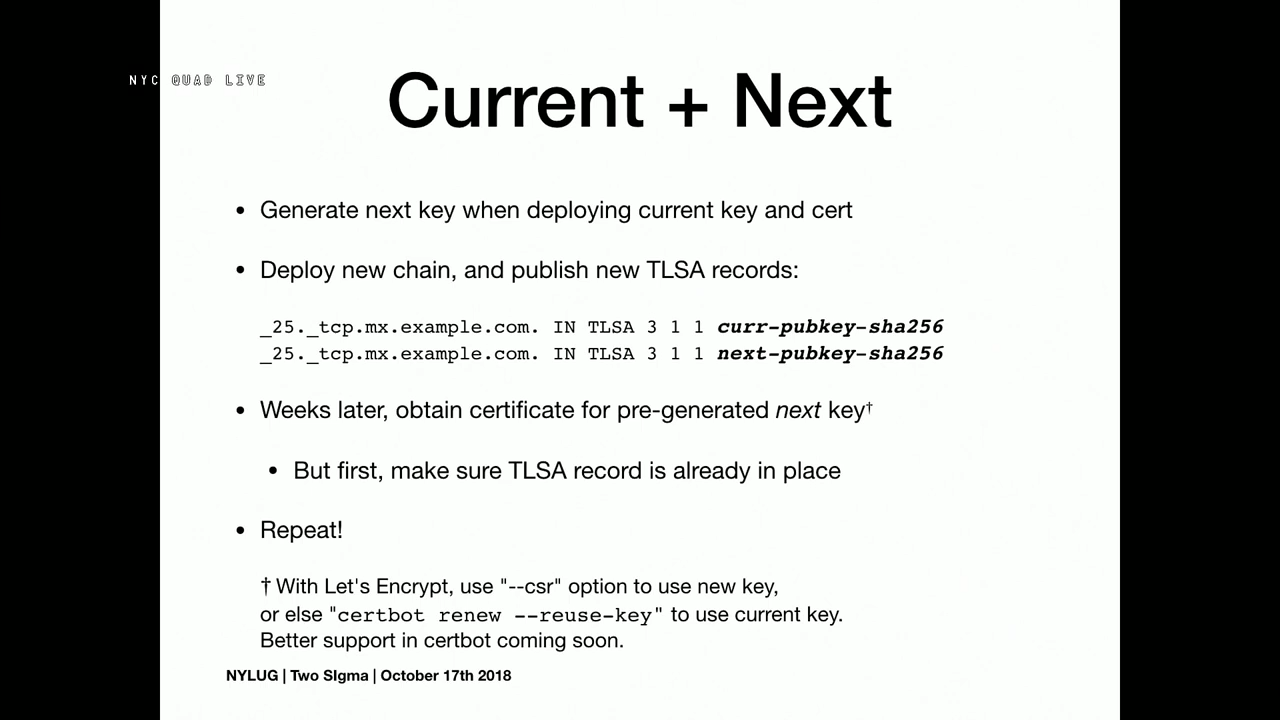 NYC QUAD LIVE
Current + Next
• Generate next key when deploying current key and cert
• Deploy new chain, and publish new TLSA records:
_25._tcp.mx.example.com. IN TLSA 3 1 1 curr-pubkey-sha256
_25._tcp.mx.example.com. IN TLSA 3 1 1 next-pubkey-sha256
• Weeks later, obtain certificate for pre-generated next key†
• But first, make sure TLSA record is already in place
• Repeat!
† With Let's Encrypt, use "--csr" option to use new key,
or else "certbot renew --reuse-key" to use current key.
Better support in certbot coming soon.
NYLUG | Two SIgma | October 17th 2018